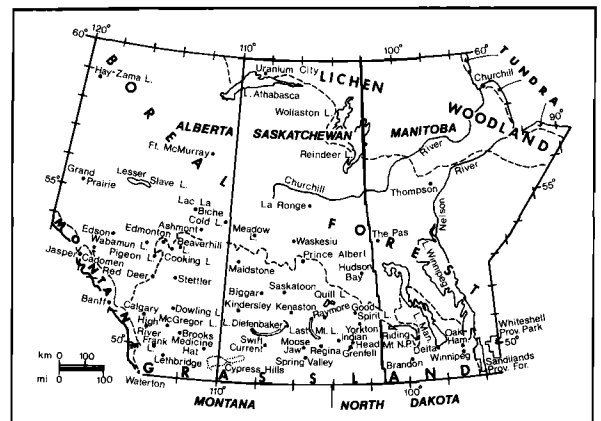 60° 120° 110° 100° 60°
TUNDRA
Hay-Zama L.
Uranium City
LICHEN
Churchill
L. Athabasca
WOODLAND
90°
BOREAL
Wollaston L.
ALBERTA
SASKATCHEWAN
MANITOBA
River
Ft. McMurray
Reindeer L.
River
55°
Grand Prairie
Lesser Slave L.
Churchill
Thompson
55°
Lac La Biche
La Ronge
Nelson
Cold L.
FOREST
Ashmont
Meadow L.
Waskesiu
The Pas
Edson
Edmonton
Beaverhill L.
Wabamun L.
Cooking L.
Prince Albert
L. Winnipeg
MONTANE
Jasper
Pigeon L.
Maidstone
Hudson Bay
Cadomen
Red Deer
Stettler
Saskatoon
Biggar
Quill L.
Banff
Kindersley
Kenaston
Raymore
Good Spirit L.
Calgary
Dowling L.
High River
McGregor L.
L. Diefenbaker
Last Mt. L.
Yorkton
L. Man.
Oak Ham.
Whiteshell Prov. Park
50°
Brooks
Swift Current
Moose Jaw
Regina
Indian Head
Riding Mt N.P.
Delta
50°
Frank
Medicine Hat
Grenfell
Winnipeg
Lethbridge
Spring Valley
Brandon
Sandilands Prov. For.
Cypress Hills
km 0 100
mi 0 100
Waterton
GRASSLAND
110° 100°
MONTANA
NORTH DAKOTA